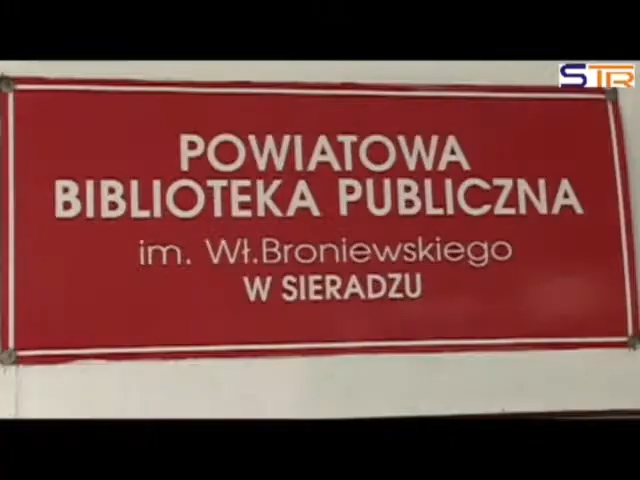 STR
POWIATOWA
BIBLIOTEKA PUBLICZNA
im. Wł.Broniewskiego
W SIERADZU